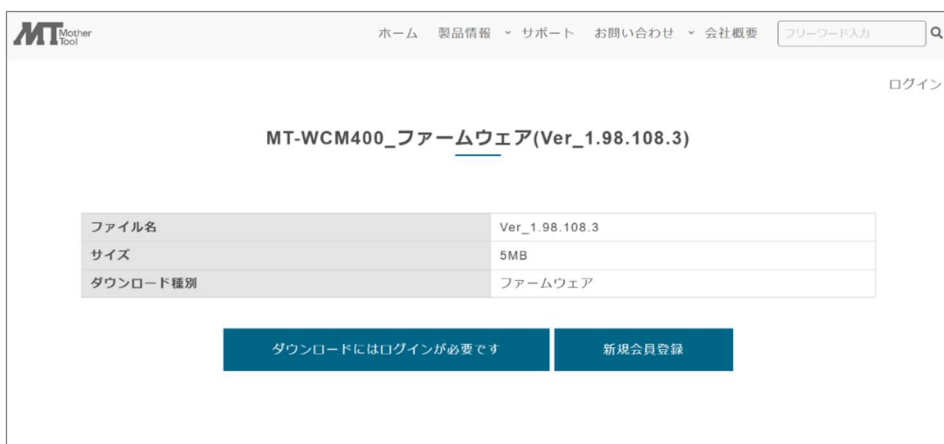 MT Mother Tool
ホーム 製品情報 サポート お問い合わせ 会社概要 フリーワード入力
ログイン
MT-WCM400_ファームウェア(Ver_1.98.108.3)
ファイル名 Ver_1.98.108.3
サイズ 5MB
ダウンロード種別 ファームウェア
ダウンロードにはログインが必要です 新規会員登録